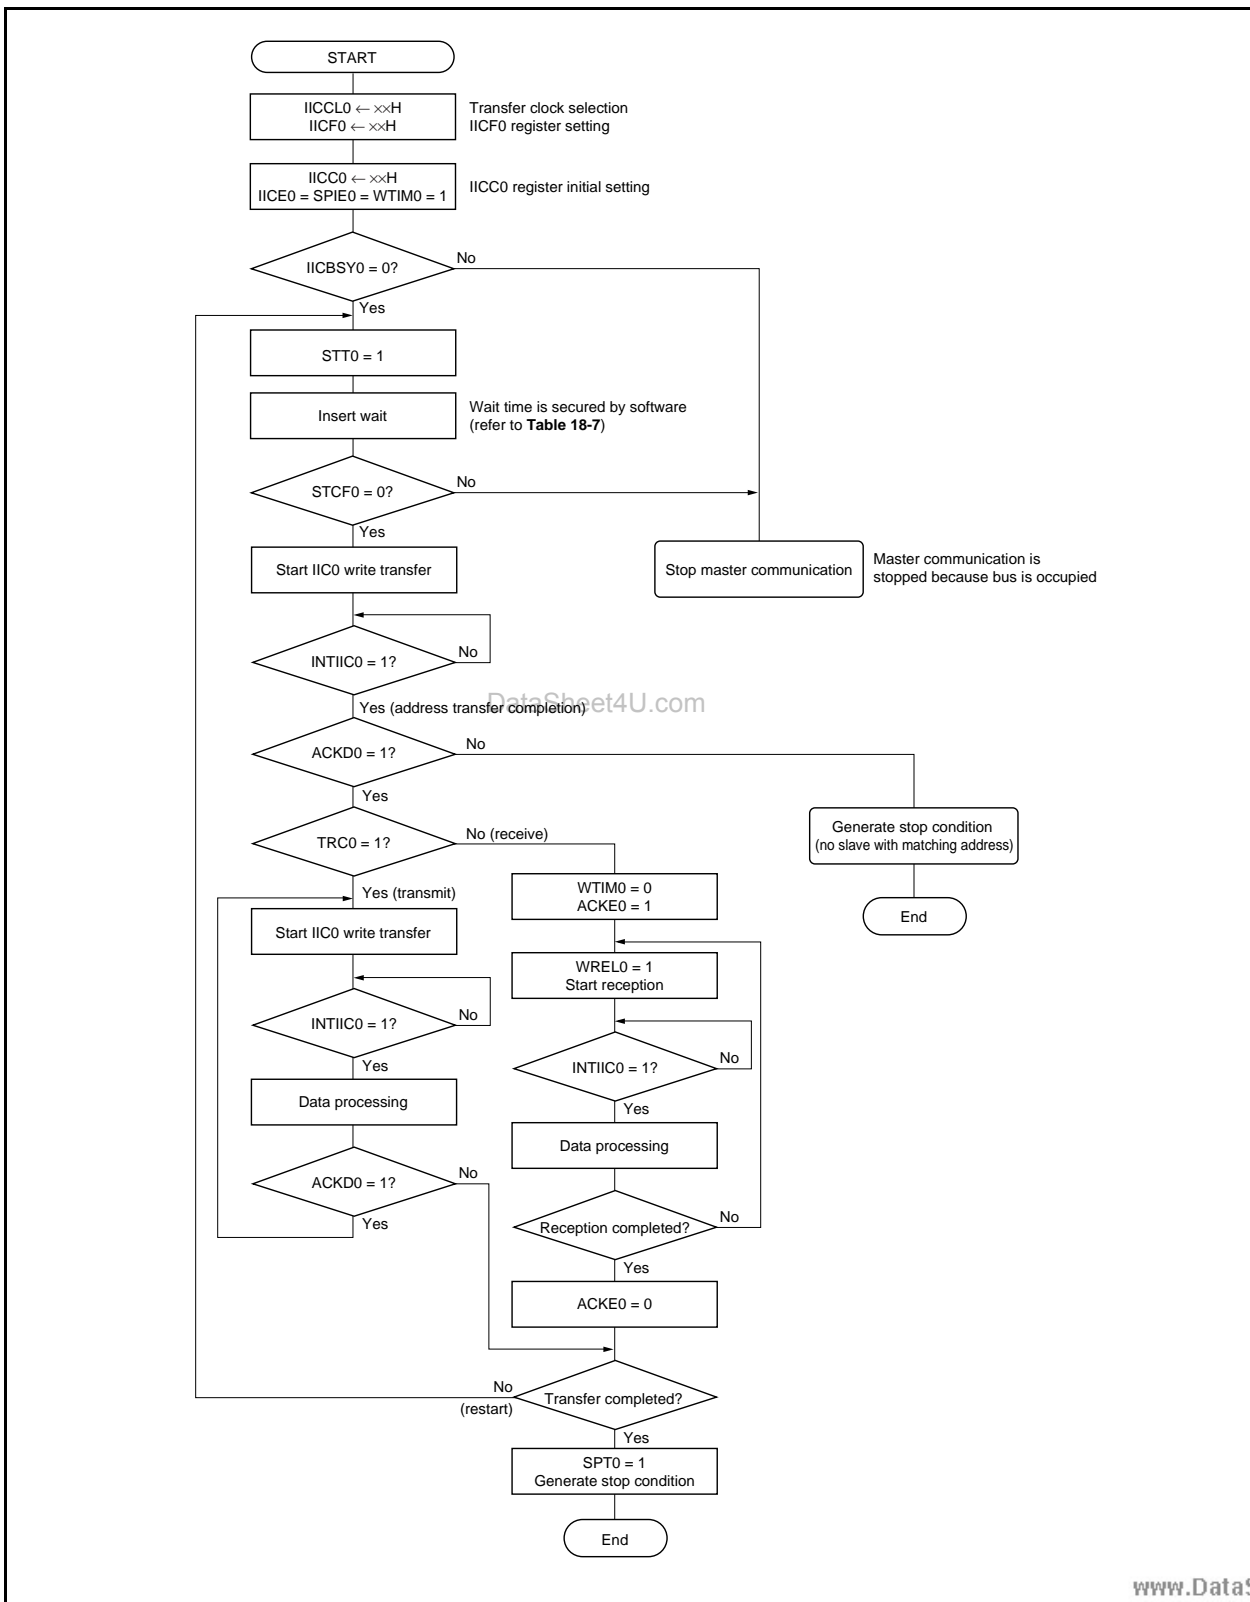 START
IICCL0 ← ××H
IICF0 ← ××H
Transfer clock selection
IICF0 register setting
IICC0 ← ××H
IICE0 = SPIE0 = WTIM0 = 1
IICC0 register initial setting
IICBSY0 = 0?
No
Yes
STT0 = 1
Insert wait
Wait time is secured by software
(refer to Table 18-7)
STCF0 = 0?
No
Yes
Start IIC0 write transfer
Stop master communication
Master communication is
stopped because bus is occupied
INTIIC0 = 1?
No
DataSheet4U.com
Yes (address transfer completion)
ACKD0 = 1?
No
Yes
TRC0 = 1?
No (receive)
Generate stop condition
(no slave with matching address)
End
Yes (transmit)
WTIM0 = 0
ACKE0 = 1
Start IIC0 write transfer
WREL0 = 1
Start reception
INTIIC0 = 1?
No
INTIIC0 = 1?
No
Yes
Yes
Data processing
Data processing
ACKD0 = 1?
No
Yes
Reception completed?
No
Yes
ACKE0 = 0
No
(restart)
Transfer completed?
Yes
SPT0 = 1
Generate stop condition
End
www.DataS